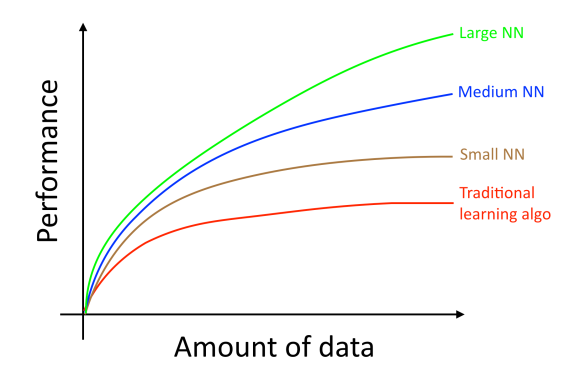 Large NN
Medium NN
Small NN
Traditional
learning algo
Performance
Amount of data